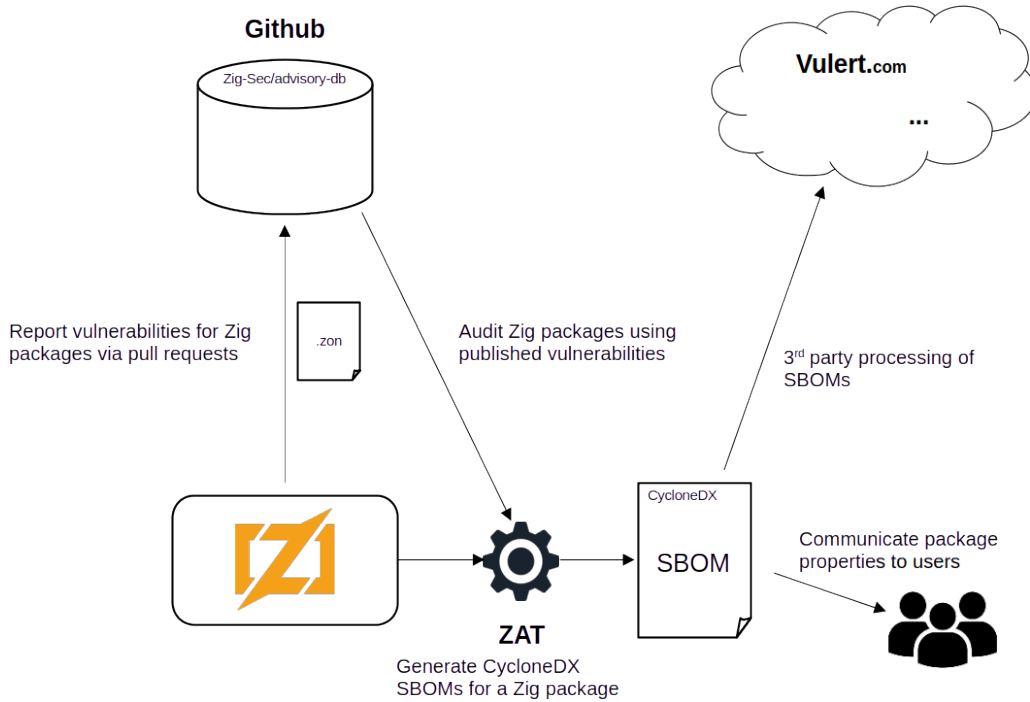 Github
Zig-Sec/advisory-db
Vulert.com
...
Report vulnerabilities for Zig
packages via pull requests
.zon
Audit Zig packages using
published vulnerabilities
3rd party processing of
SBOMs
CycloneDX
SBOM
Communicate package
properties to users
ZAT
Generate CycloneDX
SBOMs for a Zig package